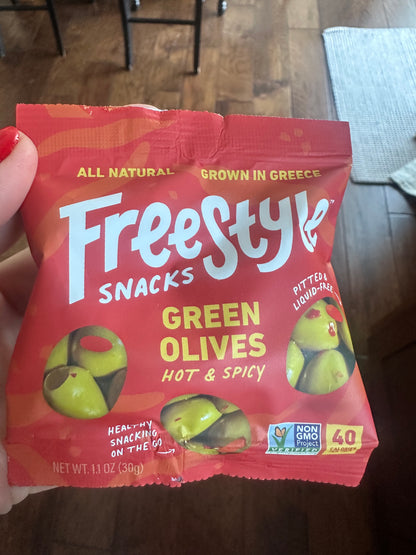 ALL NATURAL GROWN IN GREECE
FreeStyle™
SNACKS
PITTED &
LIQUID-FREE
GREEN
OLIVES
HOT & SPICY
HEALTHY
SNACKING
ON THE GO
NON
GMO
Project
VERIFIED
40
CALORIES
NET WT. 1.1 OZ (30g)